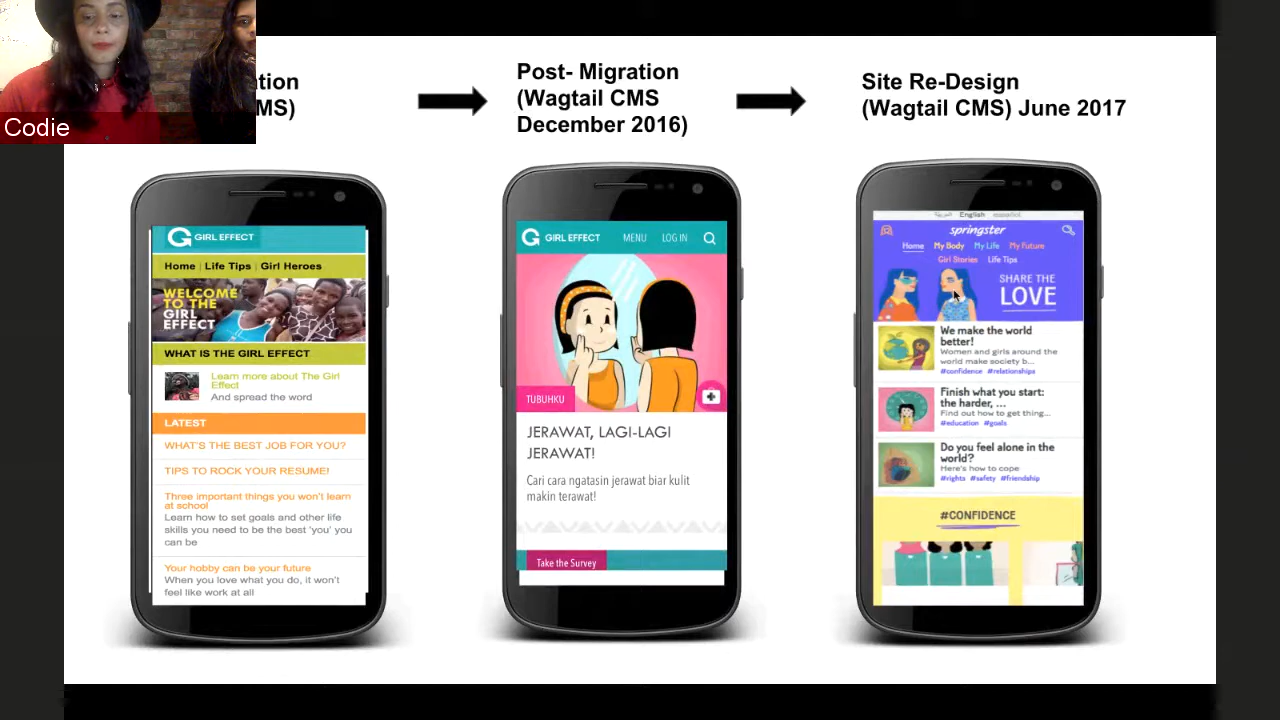 Codie
Post- Migration
(Wagtail CMS
December 2016)
Site Re-Design
(Wagtail CMS) June 2017
GIRL EFFECT
Home | Life Tips | Girl Heroes
WELCOME
TO THE
GIRL
EFFECT
WHAT IS THE GIRL EFFECT
Learn more about The Girl
Effect
And spread the word
LATEST
WHAT'S THE BEST JOB FOR YOU?
TIPS TO ROCK YOUR RESUME!
Three important things you won't learn
at school
Learn how to set goals and other life
skills you need to be the best 'you' you
can be
Your hobby can be your future
When you love what you do, it won't
feel like work at all
GIRL EFFECT MENU LOG IN
TUBUHKU
JERAWAT, LAGI-LAGI
JERAWAT!
Cari cara ngatasin jerawat biar kulit
makin terawat!
Take the Survey
English español
springster
Home My Body My Life My Future
Girl Stories Life Tips
SHARE THE
LOVE
We make the world
better!
Women and girls around the
world make society b...
#confidence #relationships
Finish what you start:
the harder, ...
Find out how to get thing...
#education #goals
Do you feel alone in the
world?
Here's how to cope
#rights #safety #friendship
#CONFIDENCE